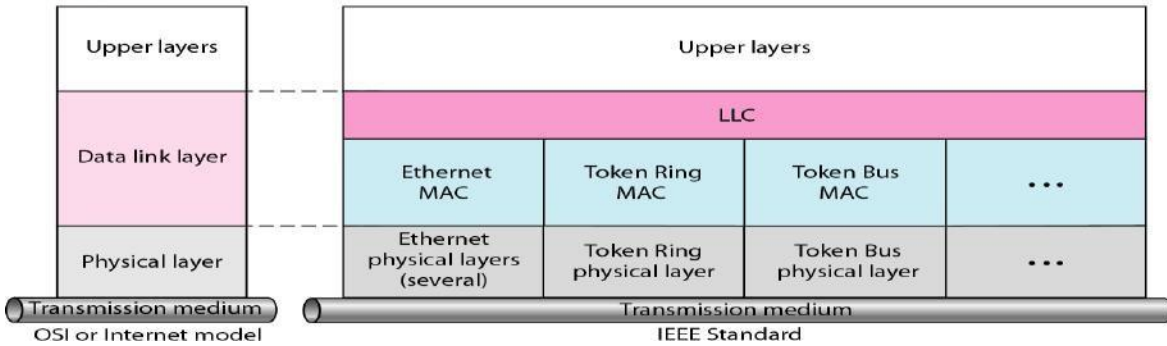 Upper layers
Data link layer
Physical layer
Transmission medium
OSI or Internet model
Upper layers
LLC
Ethernet
MAC
Token Ring
MAC
Token Bus
MAC
...
Ethernet
physical layers
(several)
Token Ring
physical layer
Token Bus
physical layer
...
Transmission medium
IEEE Standard